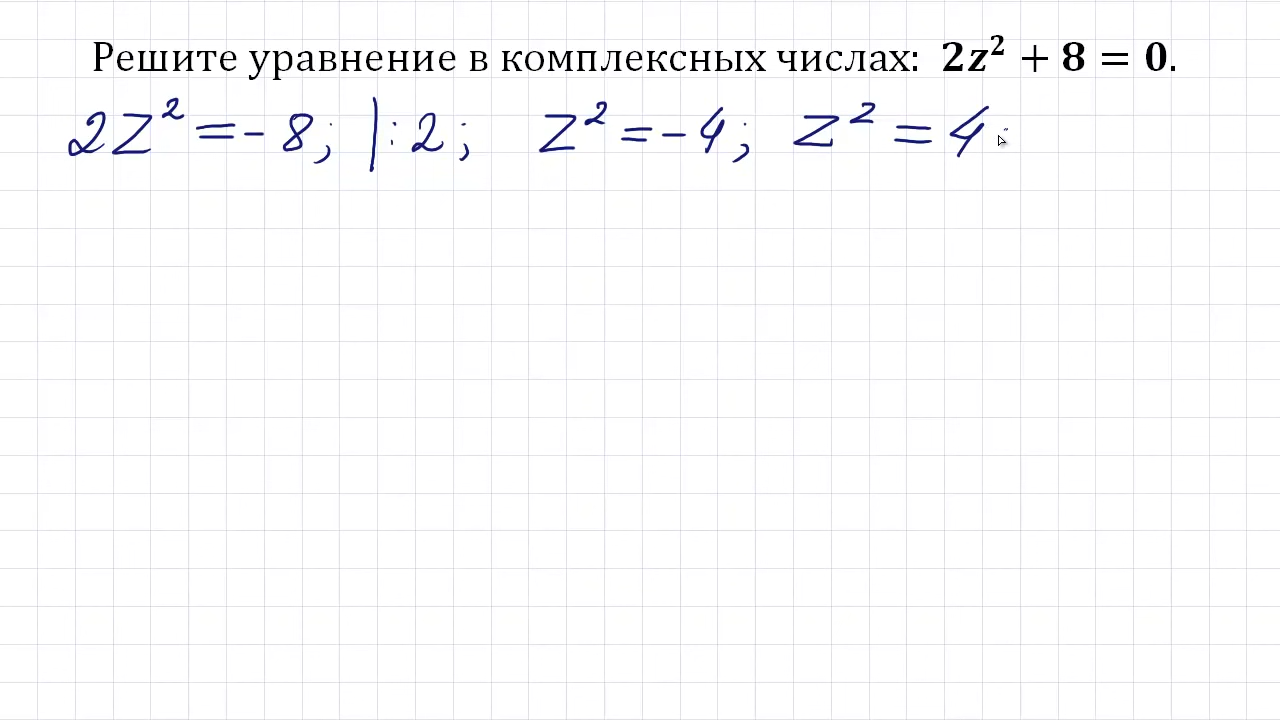 Решите уравнение в комплексных числах: 2z² + 8 = 0.
2Z² = - 8; | : 2; Z² = - 4; Z² = 4